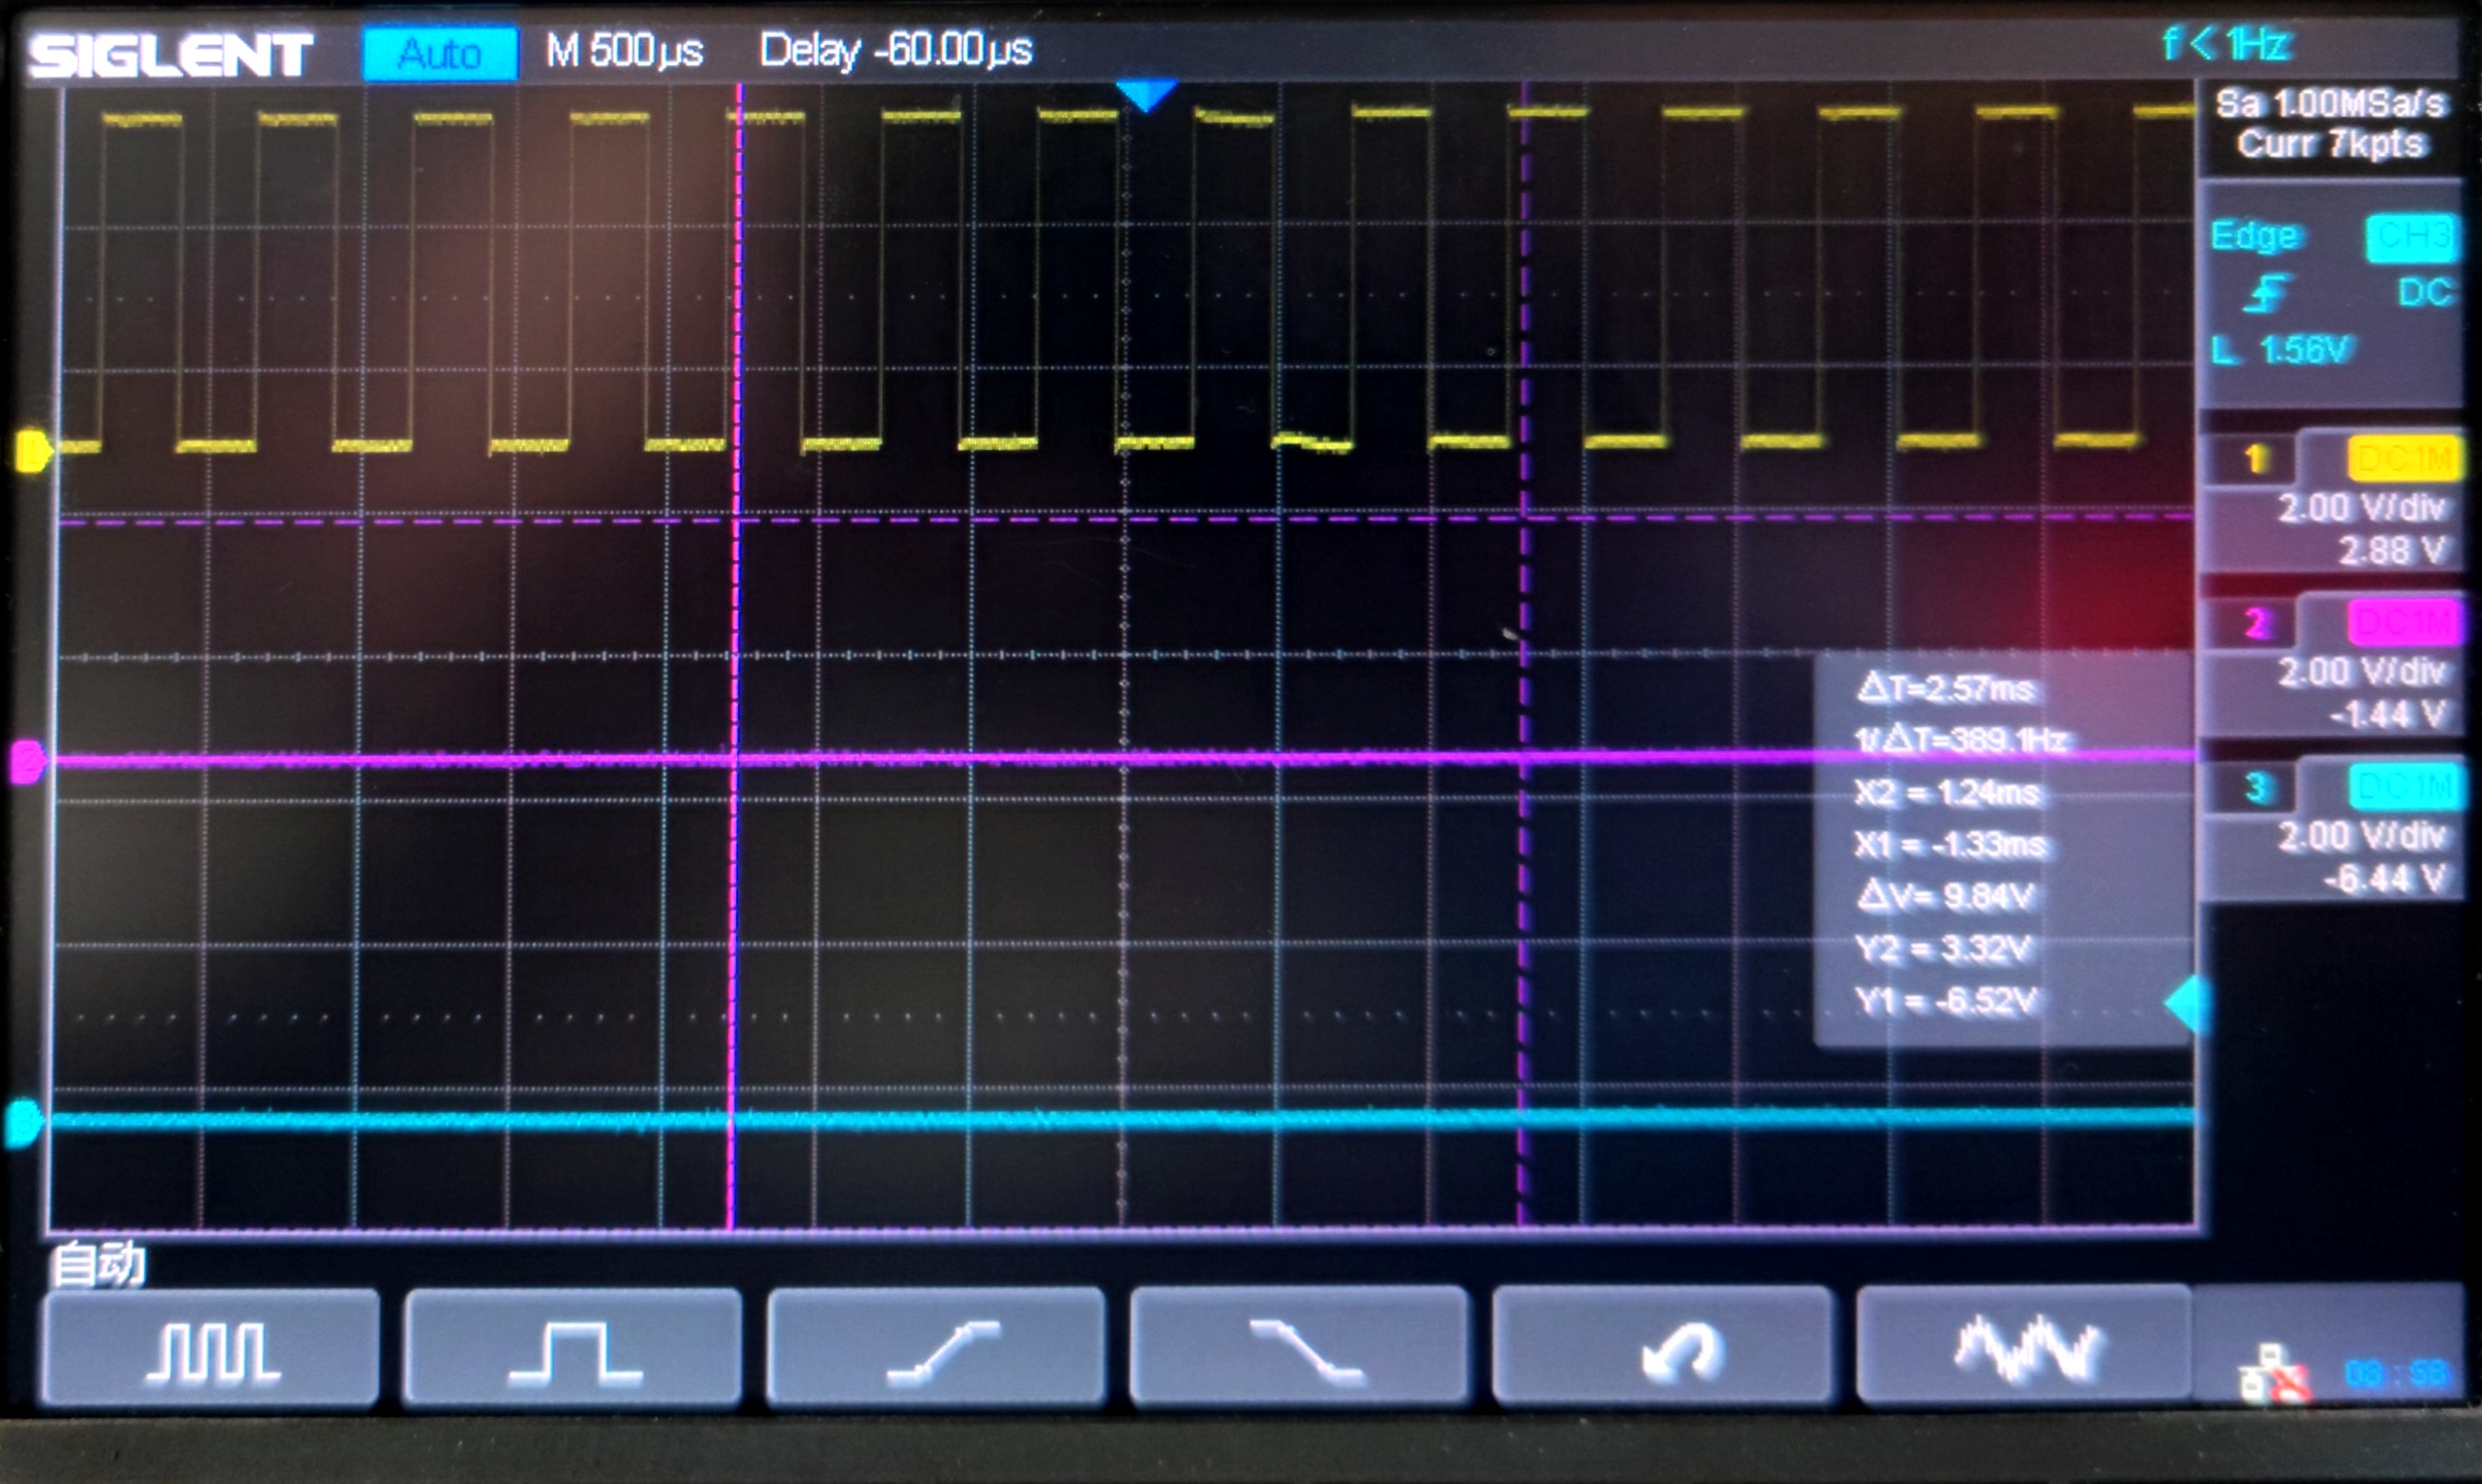 SIGLENT Auto M 500µs Delay -60.00µs f < 1Hz
Sa 1.00MSa/s
Curr 7kpts
Edge CH3
DC
L 1.56V
1 DC1M
2.00 V/div
2.88 V
2 DC1M
2.00 V/div
-1.44 V
3 DC1M
2.00 V/div
-6.44 V
ΔT=2.57ms
1/ΔT=389.1Hz
X2 = 1.24ms
X1 = -1.33ms
ΔV= 9.84V
Y2 = 3.32V
Y1 = -6.52V
自动